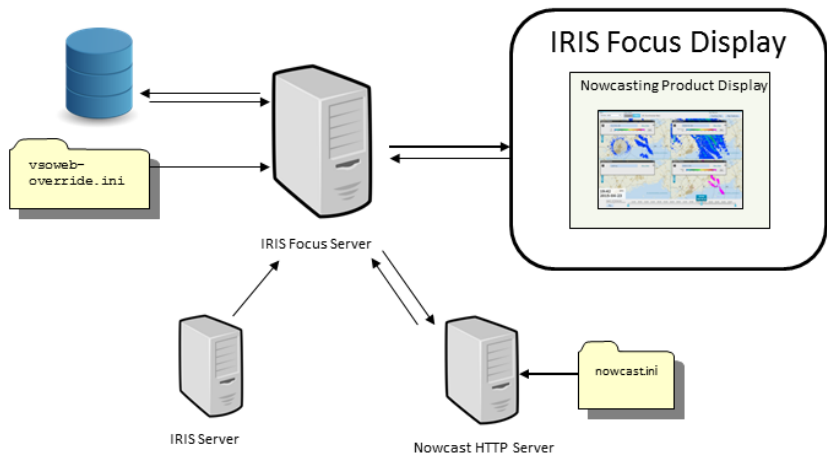 IRIS Focus Display
Nowcasting Product Display
vsoweb-
override.ini
IRIS Focus Server
nowcast.ini
IRIS Server
Nowcast HTTP Server